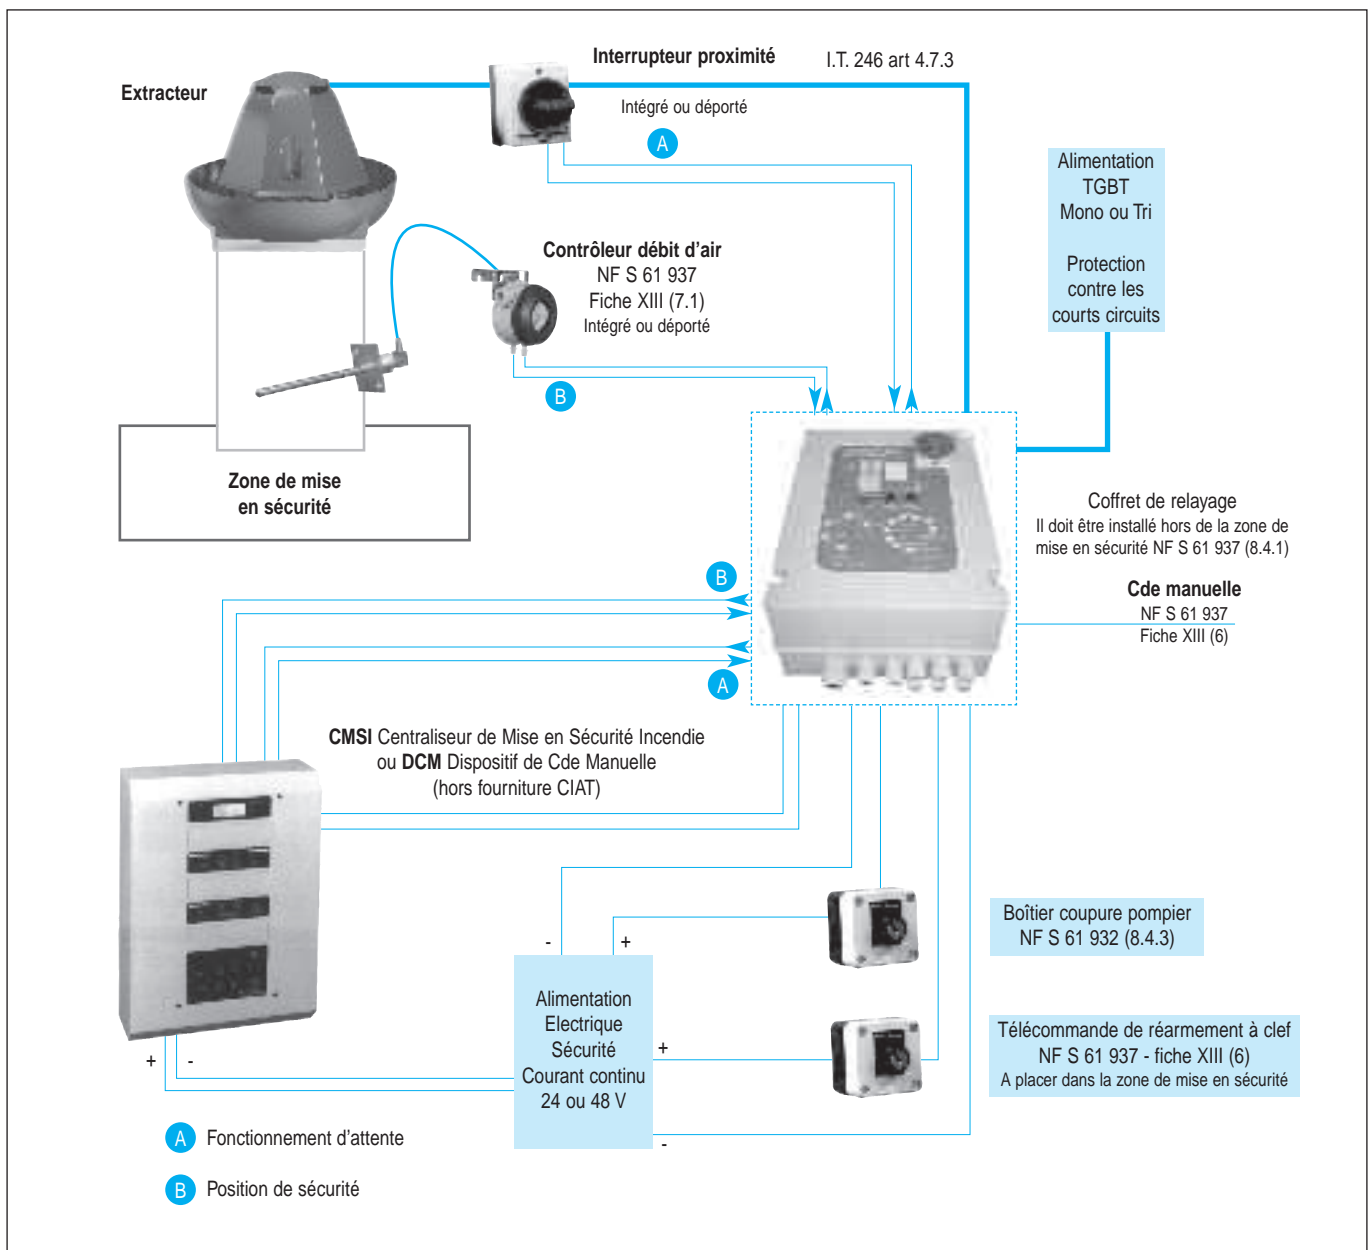 Interrupteur proximité
I.T. 246 art 4.7.3
Extracteur
Intégré ou déporté
A
Alimentation
TGBT
Mono ou Tri
Protection
contre les
courts circuits
Contrôleur débit d'air
NF S 61 937
Fiche XIII (7.1)
Intégré ou déporté
B
Zone de mise
en sécurité
Coffret de relayage
Il doit être installé hors de la zone de
mise en sécurité NF S 61 937 (8.4.1)
B
Cde manuelle
NF S 61 937
Fiche XIII (6)
A
CMSI Centraliseur de Mise en Sécurité Incendie
ou DCM Dispositif de Cde Manuelle
(hors fourniture CIAT)
Boîtier coupure pompier
NF S 61 932 (8.4.3)
- +
Alimentation
Electrique
Sécurité
Courant continu
24 ou 48 V
Télécommande de réarmement à clef
NF S 61 937 - fiche XIII (6)
A placer dans la zone de mise en sécurité
+
+ -
-
A Fonctionnement d'attente
B Position de sécurité